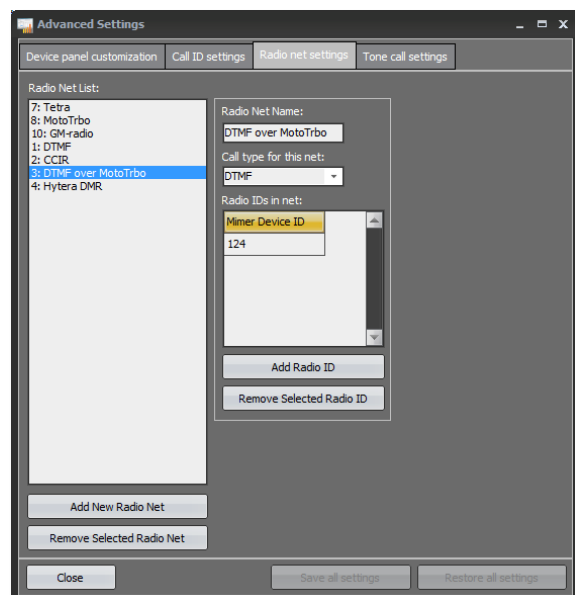 Advanced Settings
Device panel customization
Call ID settings
Radio net settings
Tone call settings
Radio Net List:
7: Tetra
8: MotoTrbo
10: GM-radio
1: DTMF
2: CCIR
3: DTMF over MotoTrbo
4: Hytera DMR
Add New Radio Net
Remove Selected Radio Net
Radio Net Name:
DTMF over MotoTrbo
Call type for this net:
DTMF
Radio IDs in net:
Mimer Device ID
124
Add Radio ID
Remove Selected Radio ID
Close
Save all settings
Restore all settings